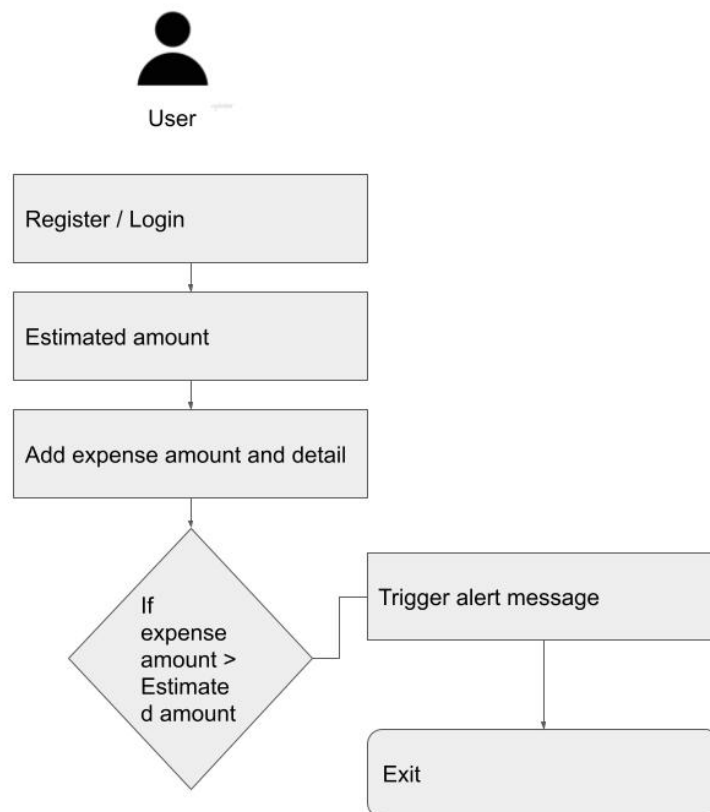 User
Register / Login
Estimated amount
Add expense amount and detail
If
expense
amount >
Estimate
d amount
Trigger alert message
Exit